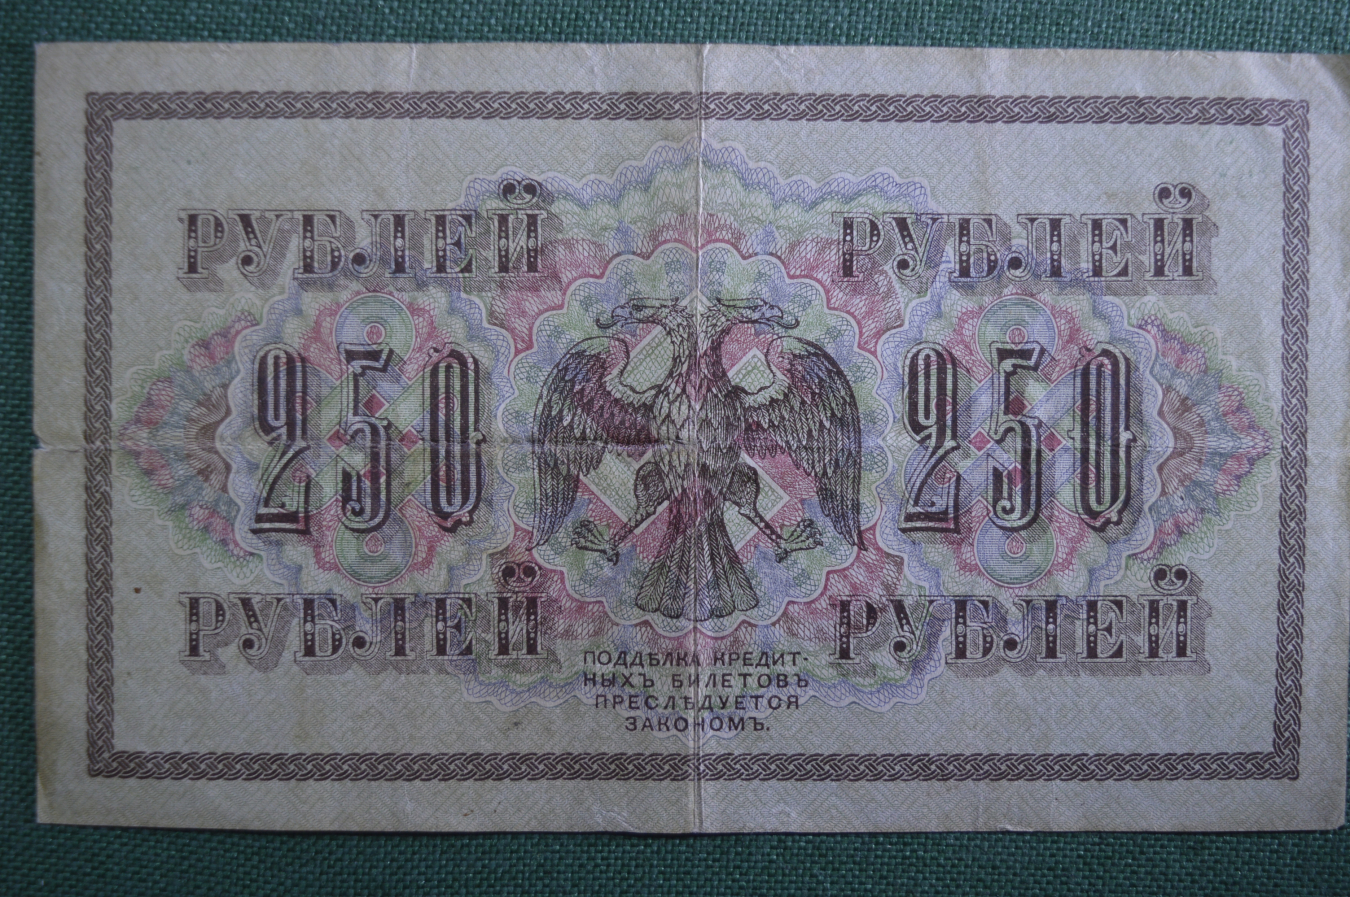 РУБЛЕЙ РУБЛЕЙ
250 250
РУБЛЕЙ РУБЛЕЙ
ПОДДѢЛКА КРЕДИТ-
НЫХЪ БИЛЕТОВЪ
ПРЕСЛѢДУЕТСЯ
ЗАКОНОМЪ.